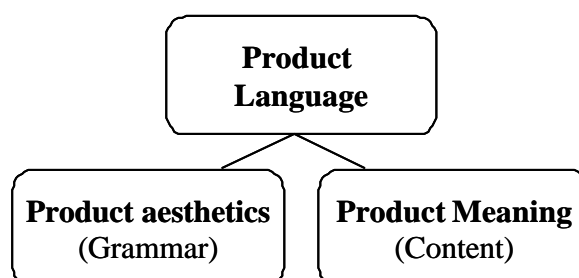 Product
Language
Product aesthetics
(Grammar)
Product Meaning
(Content)